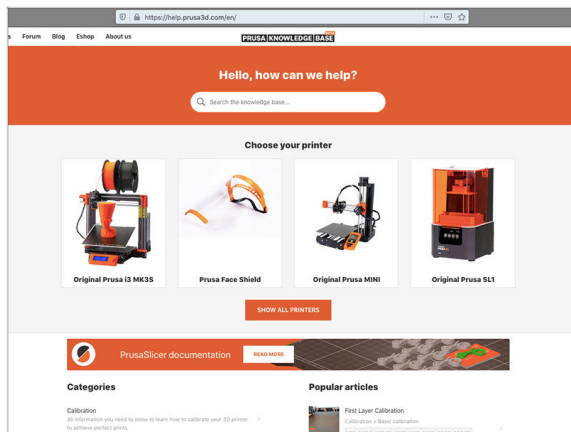 https://help.prusa3d.com/en/
s Forum Blog Eshop About us
PRUSA KNOWLEDGE BASE
Hello, how can we help?
Search the knowledge base...
Choose your printer
Original Prusa i3 MK3S
Prusa Face Shield
Original Prusa MINI
Original Prusa SL1
SHOW ALL PRINTERS
PrusaSlicer documentation
READ MORE
Categories
Popular articles
Calibration
All information you need to know to learn how to calibrate your 3D printer
to achieve perfect prints.
First Layer Calibration
Calibration > Basic calibration